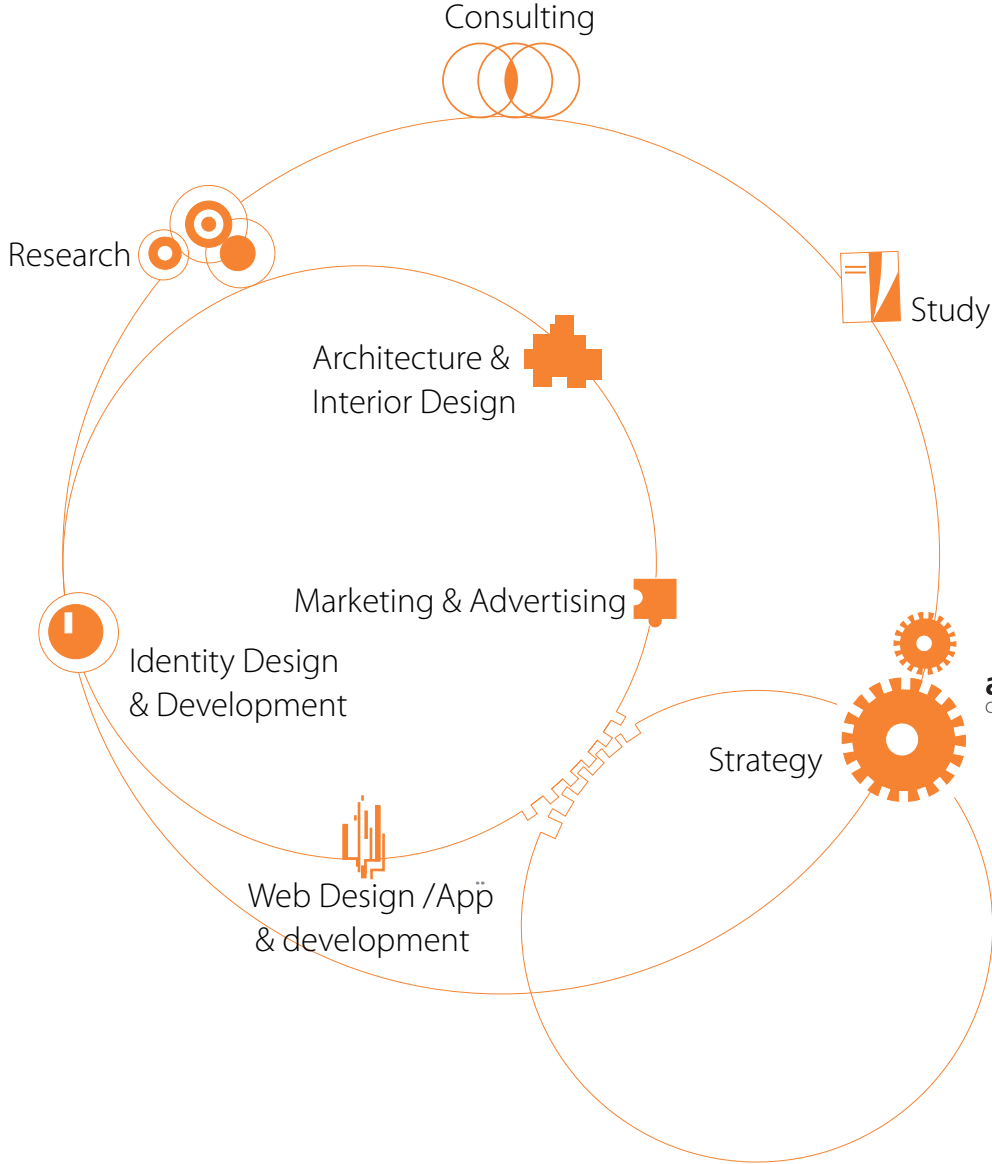 Consulting
Research
Study
Architecture &
Interior Design
Marketing & Advertising
Identity Design
& Development
Strategy
Web Design /App
& development